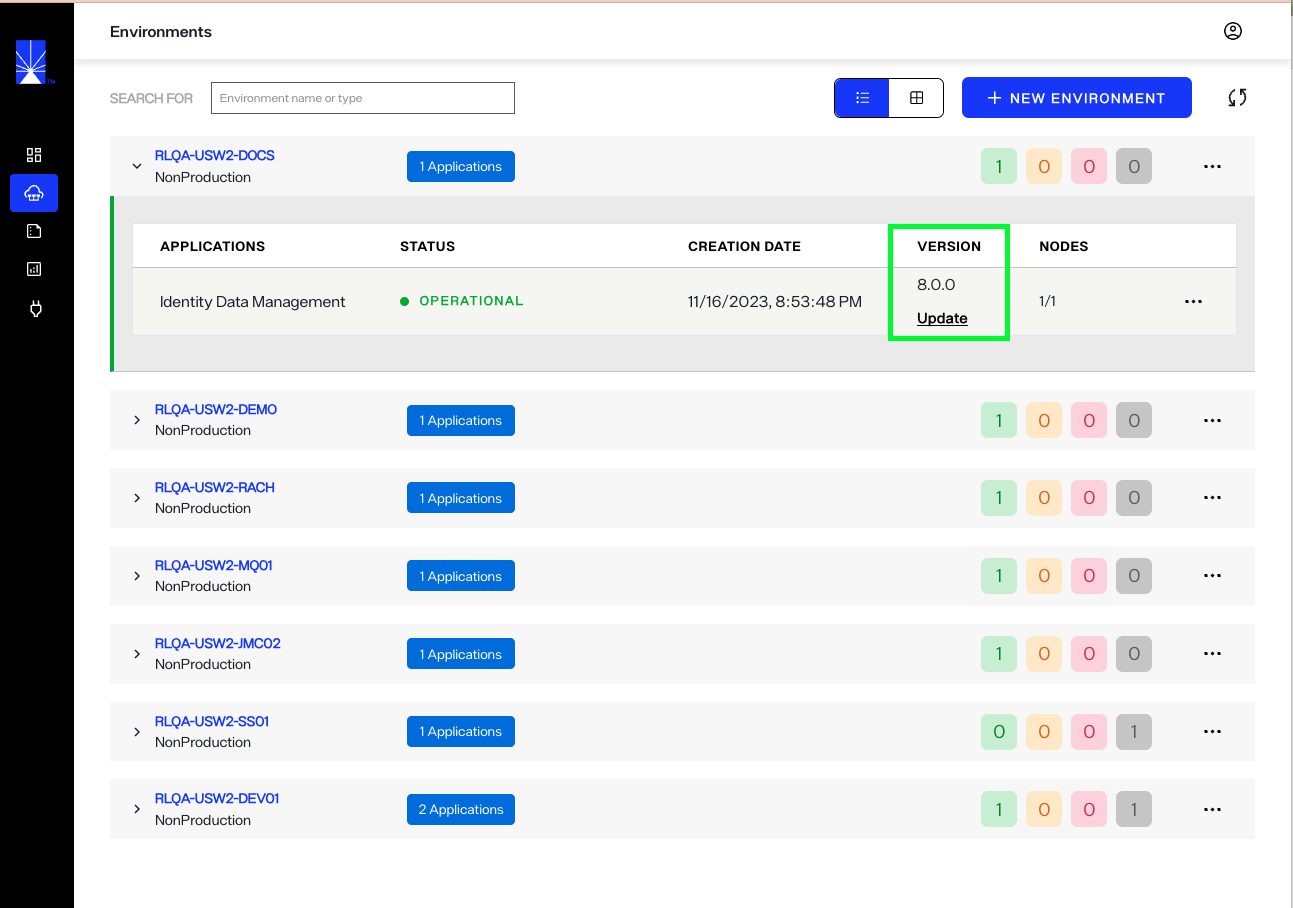 Environments
TM
SEARCH FOR
Environment name or type
NEW ENVIRONMENT
RLQA-USW2-DOCS
NonProduction
1 Applications
1 0 0 0
APPLICATIONS STATUS CREATION DATE VERSION NODES
Identity Data Management OPERATIONAL 11/16/2023, 8:53:48 PM 8.0.0 1/1
Update
RLQA-USW2-DEMO
NonProduction
1 Applications
1 0 0 0
RLQA-USW2-RACH
NonProduction
1 Applications
1 0 0 0
RLQA-USW2-MQ01
NonProduction
1 Applications
1 0 0 0
RLQA-USW2-JMC02
NonProduction
1 Applications
1 0 0 0
RLQA-USW2-SS01
NonProduction
1 Applications
0 0 0 1
RLQA-USW2-DEV01
NonProduction
2 Applications
1 0 0 1